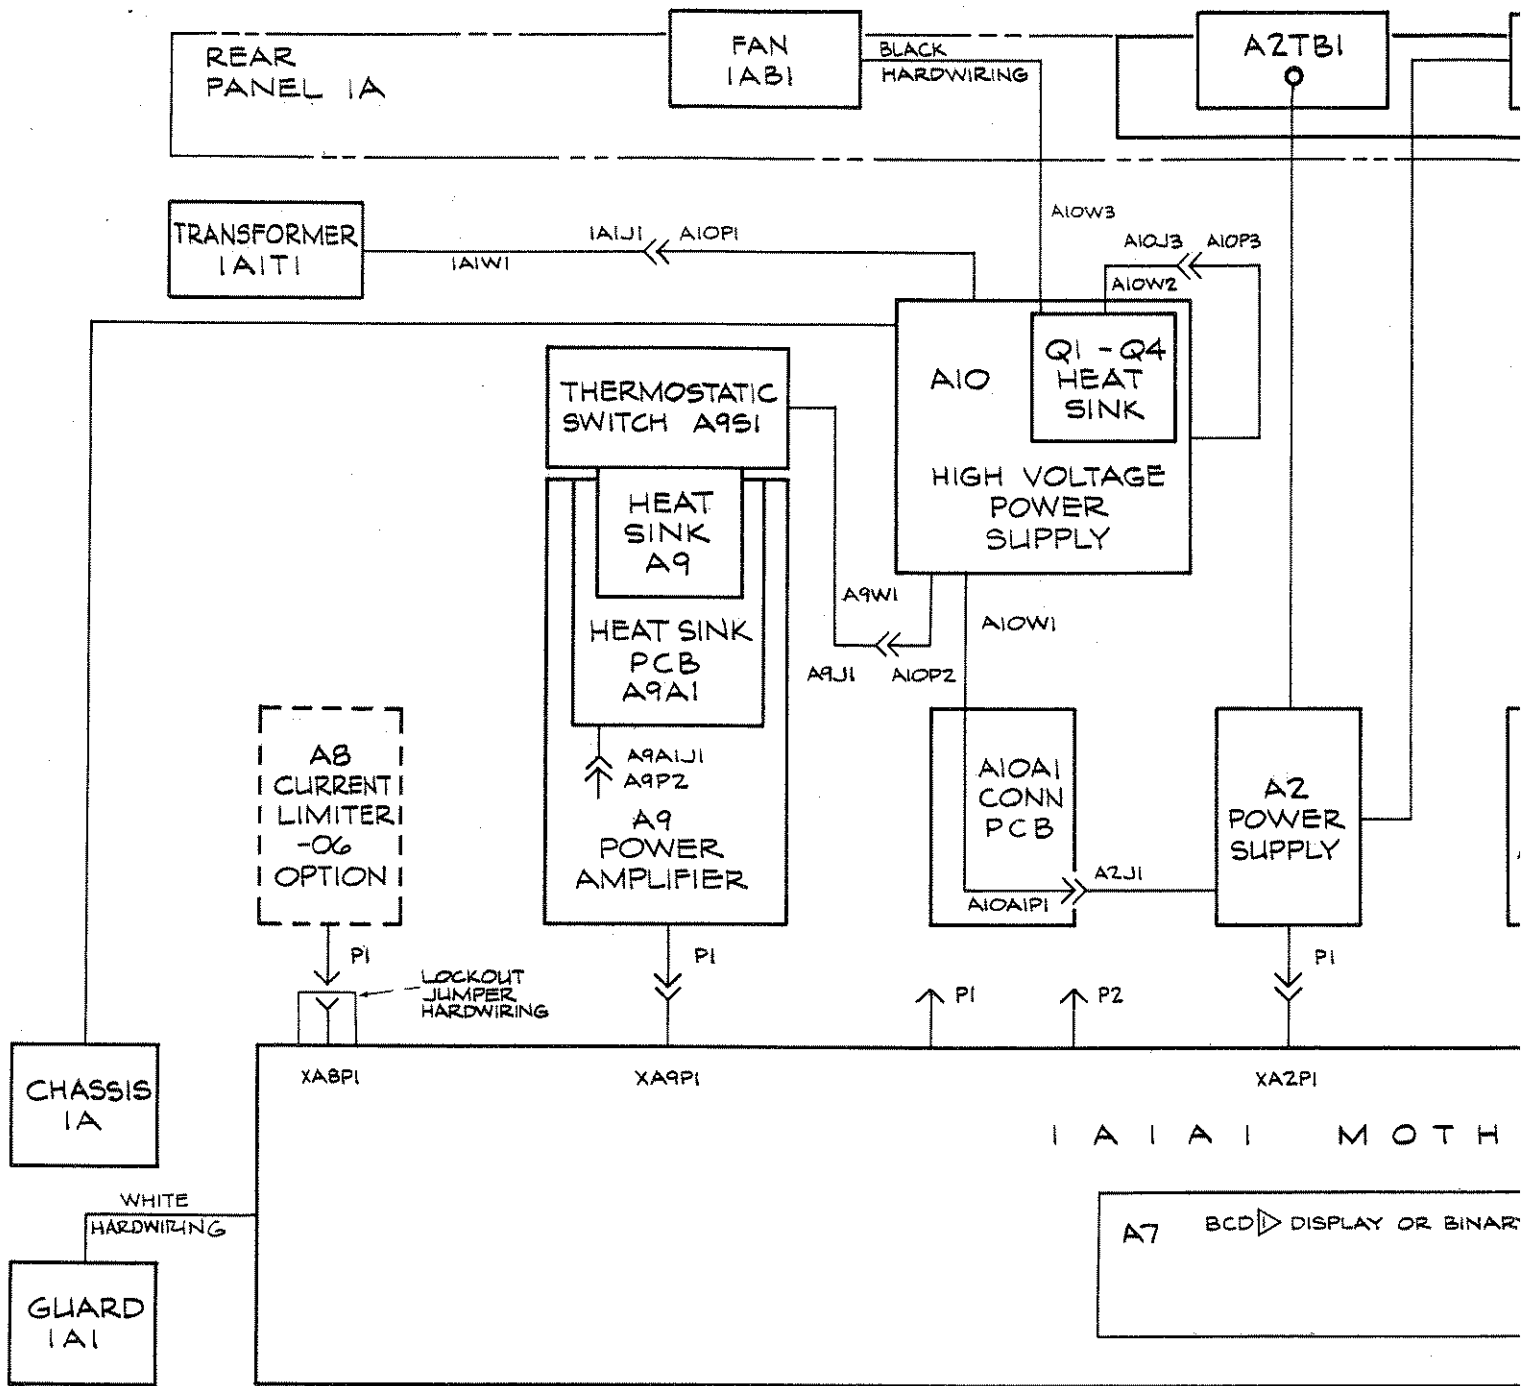 REAR
PANEL 1A
FAN
1AB1
BLACK
HARDWIRING
A2TB1
TRANSFORMER
1A1T1
1A1W1
1A1J1
A10P1
A10W3
A10J3
A10P3
A10W2
Q1 - Q4
HEAT
SINK
A10
HIGH VOLTAGE
POWER
SUPPLY
THERMOSTATIC
SWITCH A9S1
HEAT
SINK
A9
HEAT SINK
PCB
A9A1
A9A1J1
A9P2
A9
POWER
AMPLIFIER
A9W1
A9J1
A10P2
A10W1
A8
CURRENT
LIMITER
-06
OPTION
A10A1
CONN
PCB
A10A1P1
A2J1
A2
POWER
SUPPLY
P1
LOCKOUT
JUMPER
HARDWIRING
P1
P1
P2
P1
CHASSIS
1A
XA8P1
XA9P1
XA2P1
1A1A1 MOTH
WHITE
HARDWIRING
GUARD
1A1
A7
BCD 1 DISPLAY OR BINARY